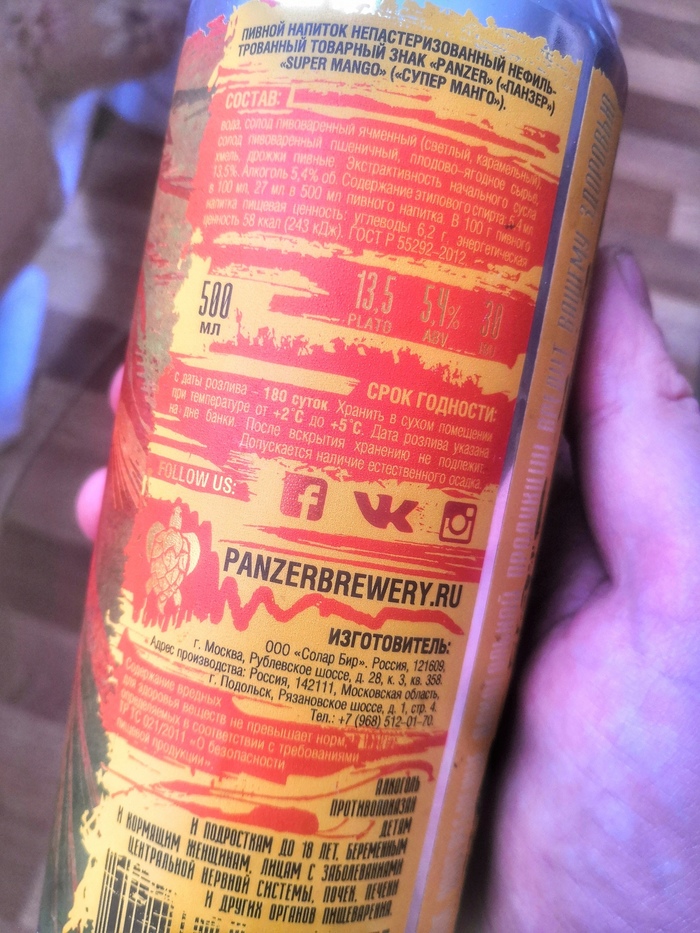 ПИВНОЙ НАПИТОК НЕПАСТЕРИЗОВАННЫЙ НЕФИЛЬ-
ТРОВАННЫЙ ТОВАРНЫЙ ЗНАК «PANZER» («ПАНЗЕР»)
«SUPER MANGO» («СУПЕР МАНГО»).
СОСТАВ:
вода, солод пивоваренный ячменный (светлый, карамельный),
солод пивоваренный пшеничный, плодово-ягодное сырье,
хмель, дрожжи пивные. Экстрактивность начального сусла
13,5%. Алкоголь 5,4% об. Содержание этилового спирта 5,4 мл
в 100 мл, 27 мл в 500 мл пивного напитка. В 100 г пивного
напитка пищевая ценность: углеводы 6,2 г, энергетическая
ценность 58 ккал (243 кДж). ГОСТ Р 55292-2012
500
МЛ
13,5
PLATO
5,4%
ABV
30
СРОК ГОДНОСТИ:
с даты розлива - 180 суток. Хранить в сухом помещении
при температуре от +2°С до +5°С. Дата розлива указана
на дне банки. После вскрытия хранению не подлежит.
Допускается наличие естественного осадка.
FOLLOW US:
PANZERBREWERY.RU
ИЗГОТОВИТЕЛЬ:
ООО «Солар Бир». Россия, 121609,
г. Москва, Рублевское шоссе, д. 28, к. 3, кв. 358.
Адрес производства: Россия, 142111, Московская область,
г. Подольск, Рязановское шоссе, д. 1, стр. 4.
Тел.: +7 (968) 512-01-70.
Содержание вредных
для здоровья веществ не превышает норм,
определяемых в соответствии с требованиями
ТР ТС 021/2011 «О безопасности
пищевой продукции».
АЛКОГОЛЬ
ПРОТИВОПОКАЗАН
ДЕТЯМ
И ПОДРОСТКАМ ДО 18 ЛЕТ, БЕРЕМЕННЫМ
И КОРМЯЩИМ ЖЕНЩИНАМ, ЛИЦАМ С ЗАБОЛЕВАНИЯМИ
ЦЕНТРАЛЬНОЙ НЕРВНОЙ СИСТЕМЫ, ПОЧЕК, ПЕЧЕНИ
И ДРУГИХ ОРГАНОВ ПИЩЕВАРЕНИЯ.
ПРОДУКЦИИ ВРЕДИТ ВАШЕМУ ЗДОРОВЬЮ